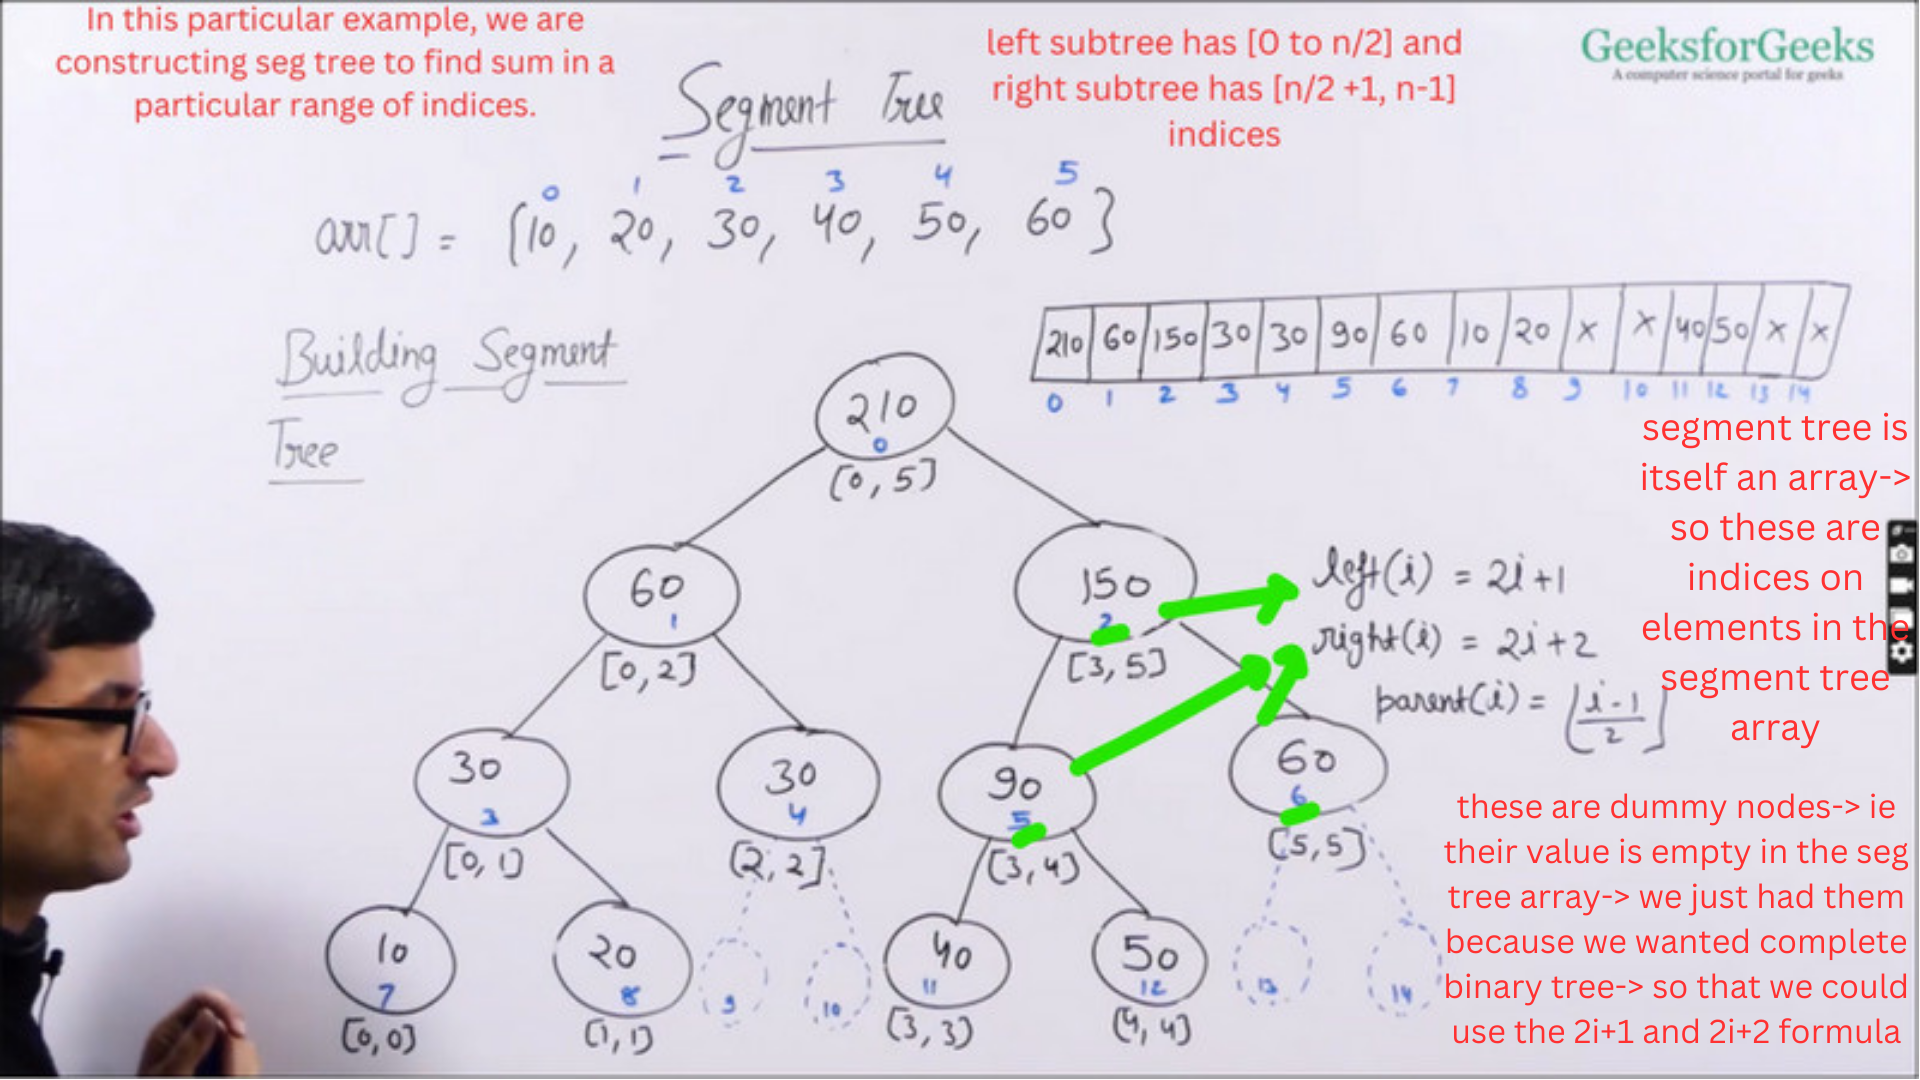 In this particular example, we are
constructing seg tree to find sum in a
particular range of indices.
left subtree has [0 to n/2] and
right subtree has [n/2 +1, n-1]
indices
GeeksforGeeks
A computer science portal for geeks
Segment Tree
0 1 2 3 4 5
arr[] = {10, 20, 30, 40, 50, 60}
210 60 150 30 30 90 60 10 20 x x 40 50 x x
0 1 2 3 4 5 6 7 8 9 10 11 12 13 14
Building Segment
Tree
210
0
[0, 5]
60
1
[0, 2]
150
2
[3, 5]
left(i) = 2i+1
right(i) = 2i+2
parent(i) = ⌊i-1/2⌋
segment tree is
itself an array->
so these are
indices on
elements in the
segment tree
array
30
3
[0, 1]
30
4
[2, 2]
90
5
[3, 4]
60
6
[5, 5]
10
7
[0, 0]
20
8
[1, 1]
9
10
40
11
[3, 3]
50
12
[4, 4]
13
14
these are dummy nodes-> ie
their value is empty in the seg
tree array-> we just had them
because we wanted complete
binary tree-> so that we could
use the 2i+1 and 2i+2 formula